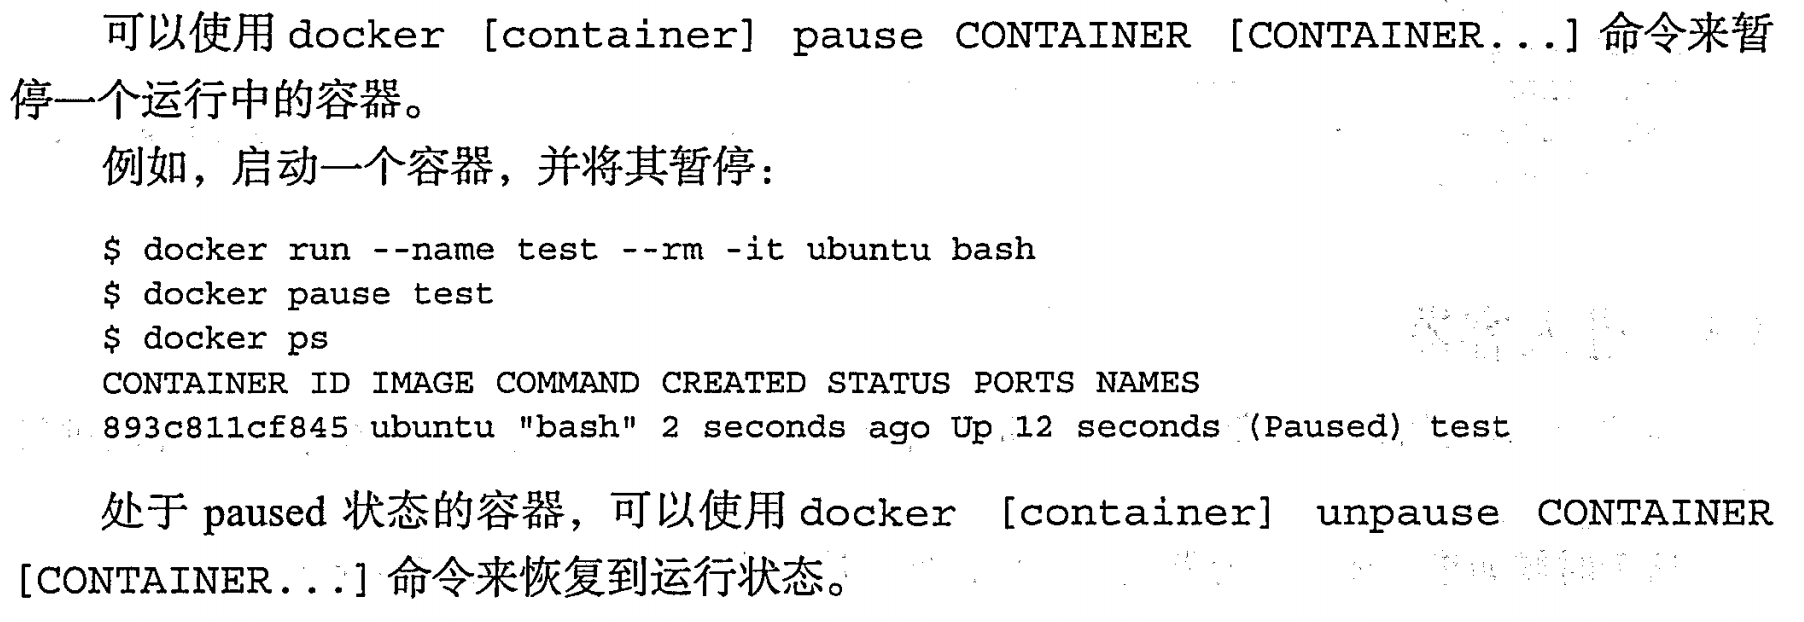 可以使用 docker [container] pause CONTAINER [CONTAINER...] 命令来暂
停一个运行中的容器。
例如，启动一个容器，并将其暂停：
$ docker run --name test --rm -it ubuntu bash
$ docker pause test
$ docker ps
CONTAINER ID IMAGE COMMAND CREATED STATUS PORTS NAMES
893c811cf845 ubuntu "bash" 2 seconds ago Up 12 seconds (Paused) test
处于 paused 状态的容器，可以使用 docker [container] unpause CONTAINER
[CONTAINER...] 命令来恢复到运行状态。